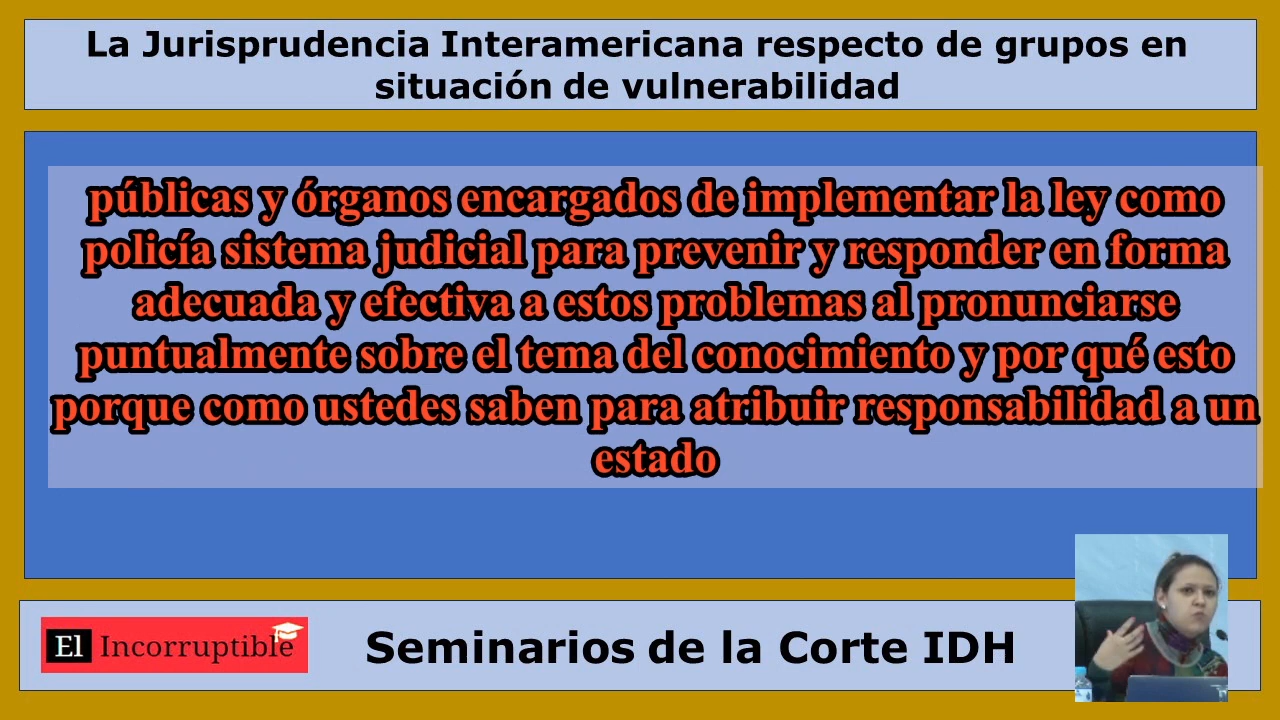 La Jurisprudencia Interamericana respecto de grupos en
situación de vulnerabilidad
públicas y órganos encargados de implementar la ley como
policía sistema judicial para prevenir y responder en forma
adecuada y efectiva a estos problemas al pronunciarse
puntualmente sobre el tema del conocimiento y por qué esto
porque como ustedes saben para atribuir responsabilidad a un
estado
El Incorruptible
Seminarios de la Corte IDH